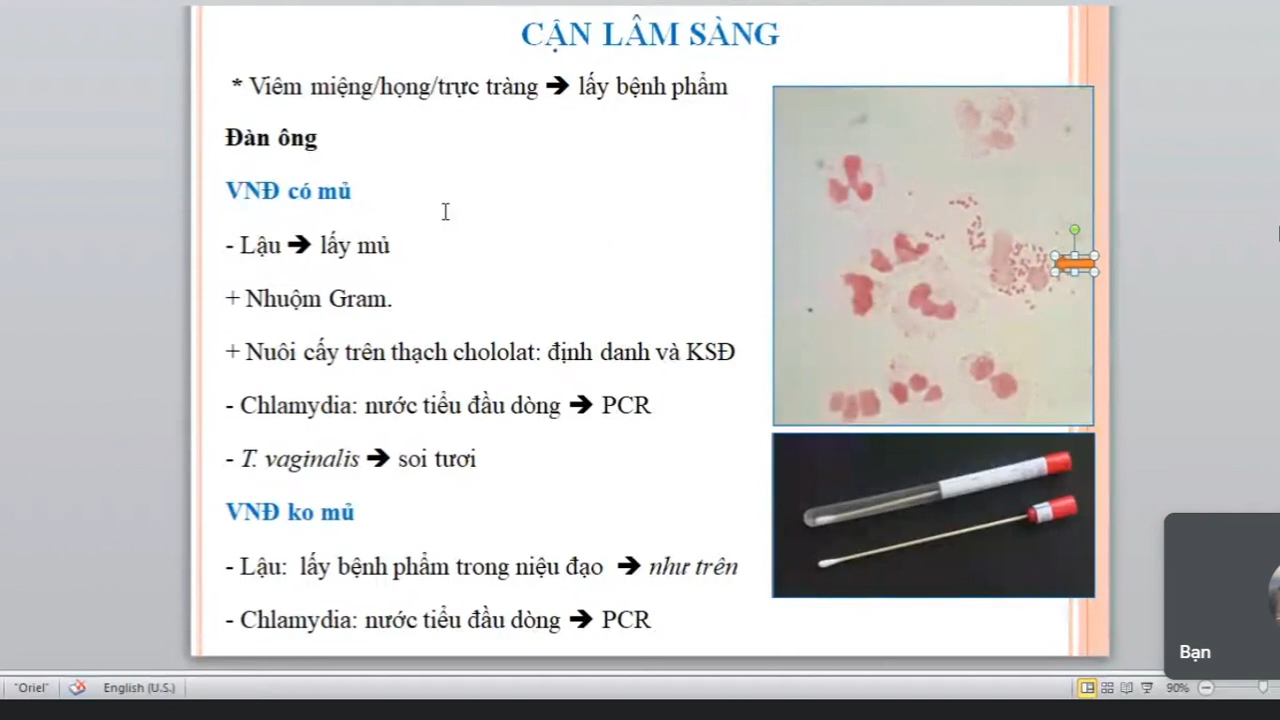 CẬN LÂM SÀNG
* Viêm miệng/họng/trực tràng ➔ lấy bệnh phẩm
Đàn ông
VNĐ có mủ
- Lậu ➔ lấy mủ
+ Nhuộm Gram.
+ Nuôi cấy trên thạch chololat: định danh và KSĐ
- Chlamydia: nước tiểu đầu dòng ➔ PCR
- T. vaginalis ➔ soi tươi
VNĐ ko mủ
- Lậu: lấy bệnh phẩm trong niệu đạo ➔ như trên
- Chlamydia: nước tiểu đầu dòng ➔ PCR
Bạn
"Oriel" English (U.S.) 90%